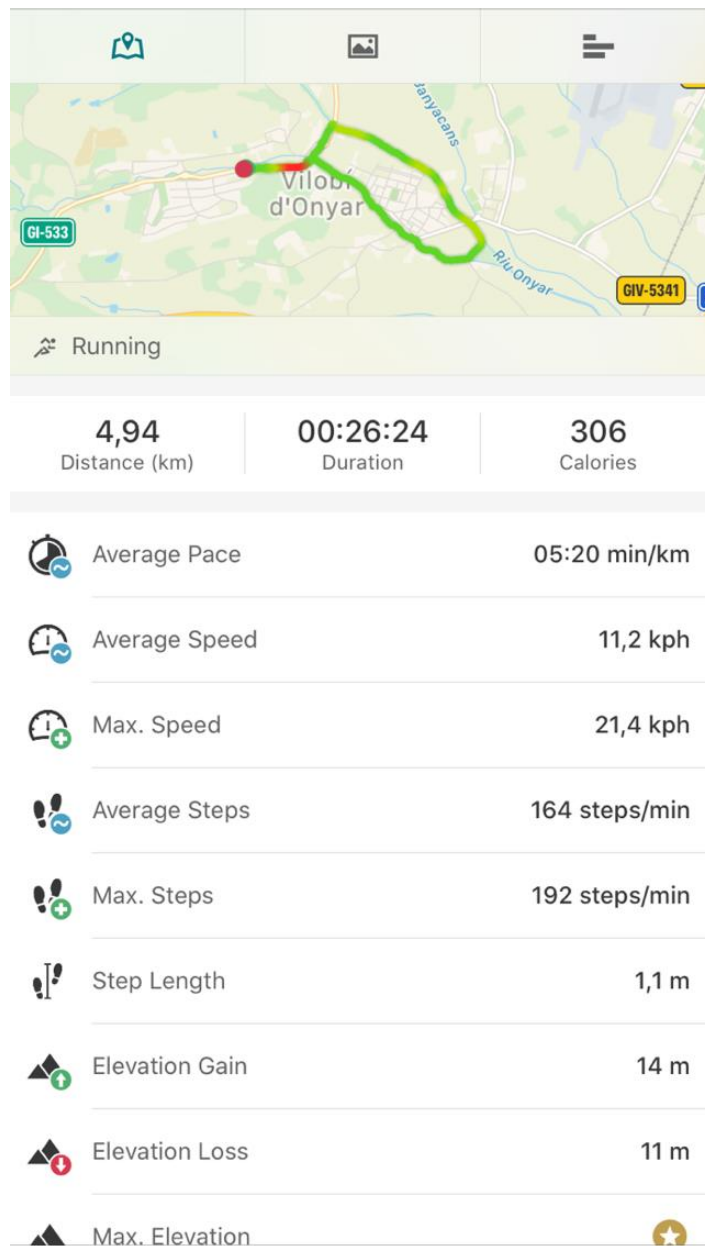 Banyacans
Vilobí
d'Onyar
GI-533
Riu Onyar
GIV-5341
Running
4,94
Distance (km)
00:26:24
Duration
306
Calories
Average Pace
05:20 min/km
Average Speed
11,2 kph
Max. Speed
21,4 kph
Average Steps
164 steps/min
Max. Steps
192 steps/min
Step Length
1,1 m
Elevation Gain
14 m
Elevation Loss
11 m
Max. Elevation